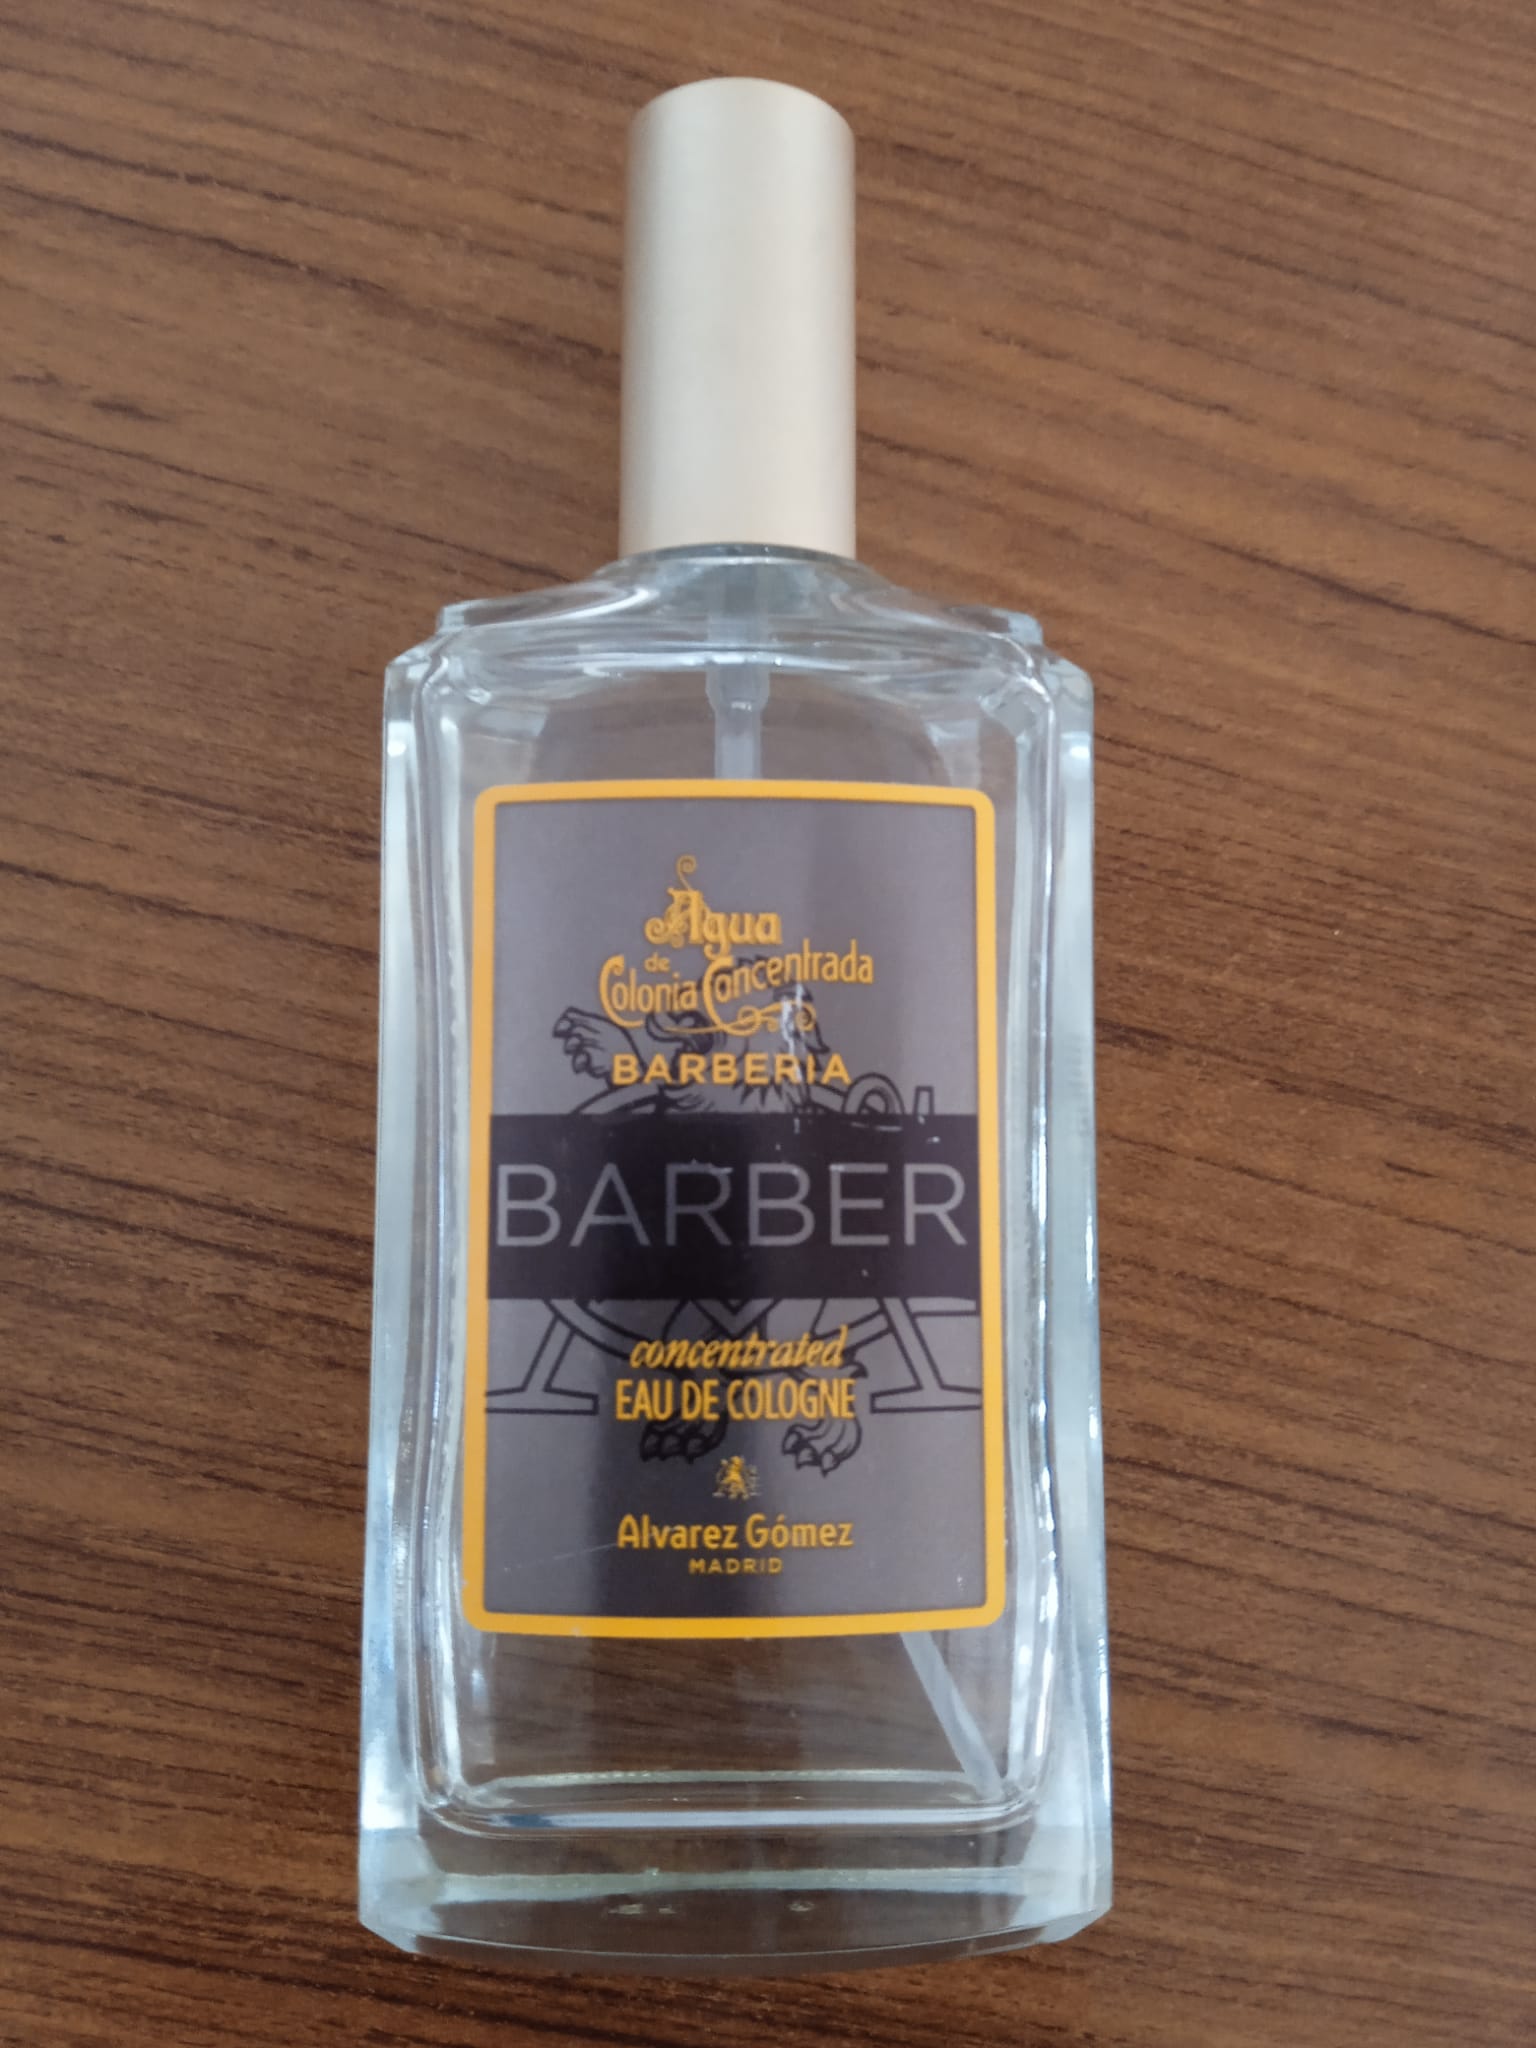 Agua
de
Colonia Concentrada
BARBERIA
BARBER
concentrated
EAU DE COLOGNE
Alvarez Gómez
MADRID